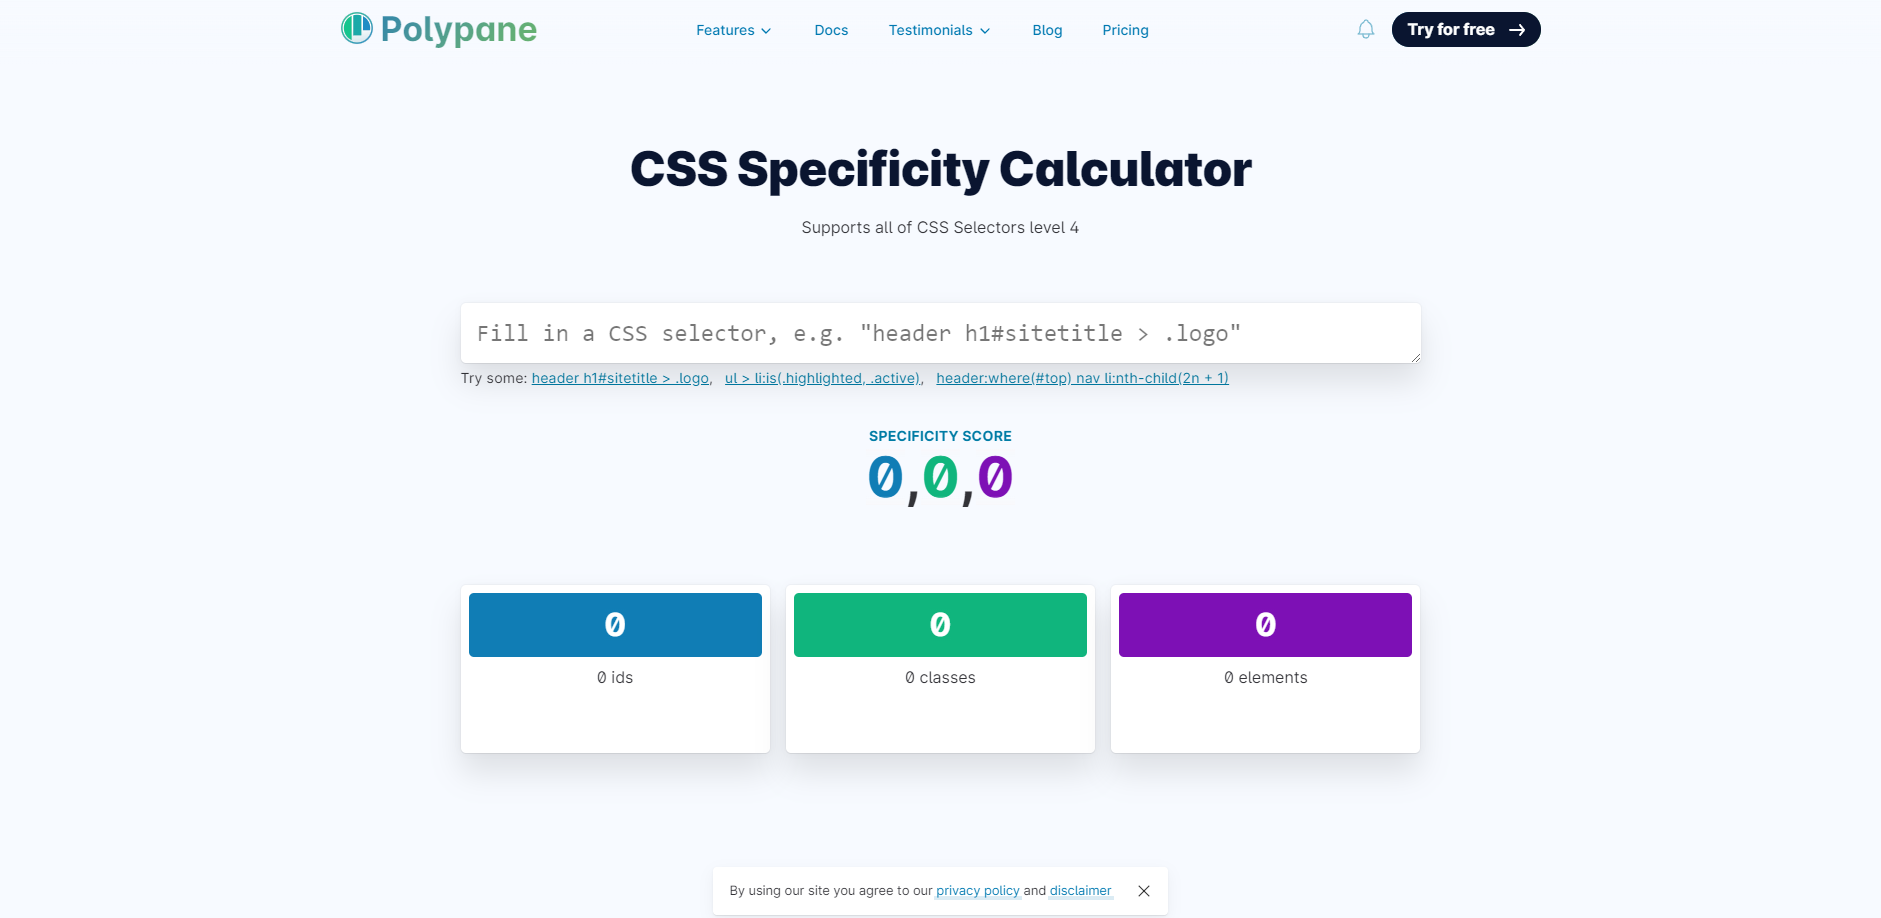 Polypane Features Docs Testimonials Blog Pricing Try for free
CSS Specificity Calculator
Supports all of CSS Selectors level 4
Fill in a CSS selector, e.g. "header h1#sitetitle > .logo"
Try some: header h1#sitetitle > .logo, ul > li:is(.highlighted, .active), header:where(#top) nav li:nth-child(2n + 1)
SPECIFICITY SCORE
0,0,0
0 0 0
0 ids 0 classes 0 elements
By using our site you agree to our privacy policy and disclaimer